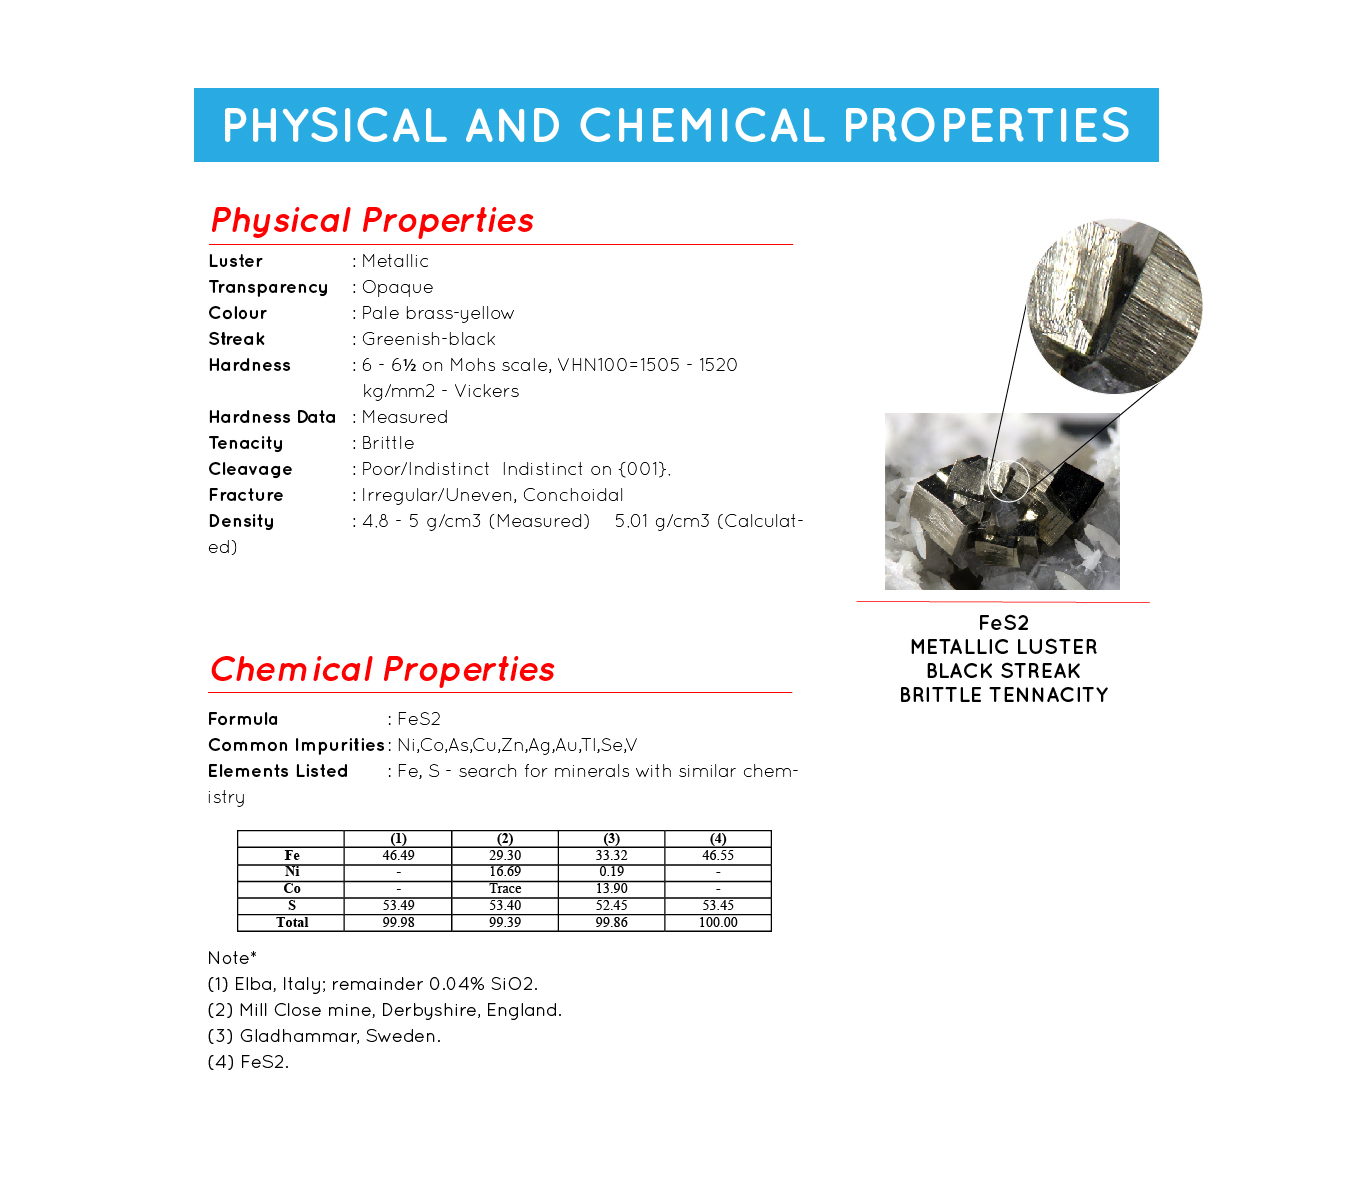 PHYSICAL AND CHEMICAL PROPERTIES
Physical Properties
Luster : Metallic
Transparency : Opaque
Colour : Pale brass-yellow
Streak : Greenish-black
Hardness : 6 - 6½ on Mohs scale, VHN100=1505 - 1520
kg/mm2 - Vickers
Hardness Data : Measured
Tenacity : Brittle
Cleavage : Poor/Indistinct Indistinct on {001}.
Fracture : Irregular/Uneven, Conchoidal
Density : 4.8 - 5 g/cm3 (Measured) 5.01 g/cm3 (Calculat-
ed)
FeS2
METALLIC LUSTER
BLACK STREAK
BRITTLE TENNACITY
Chemical Properties
Formula : FeS2
Common Impurities : Ni,Co,As,Cu,Zn,Ag,Au,Tl,Se,V
Elements Listed : Fe, S - search for minerals with similar chem-
istry
(1) (2) (3) (4)
Fe 46.49 29.30 33.32 46.55
Ni - 16.69 0.19 -
Co - Trace 13.90 -
S 53.49 53.40 52.45 53.45
Total 99.98 99.39 99.86 100.00
Note*
(1) Elba, Italy; remainder 0.04% SiO2.
(2) Mill Close mine, Derbyshire, England.
(3) Gladhammar, Sweden.
(4) FeS2.